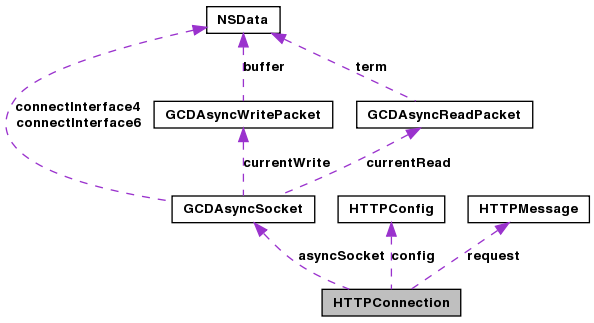 NSData
buffer
term
connectInterface4
connectInterface6
GCDAsyncWritePacket
GCDAsyncReadPacket
currentWrite
currentRead
GCDAsyncSocket
HTTPConfig
HTTPMessage
asyncSocket
config
request
HTTPConnection